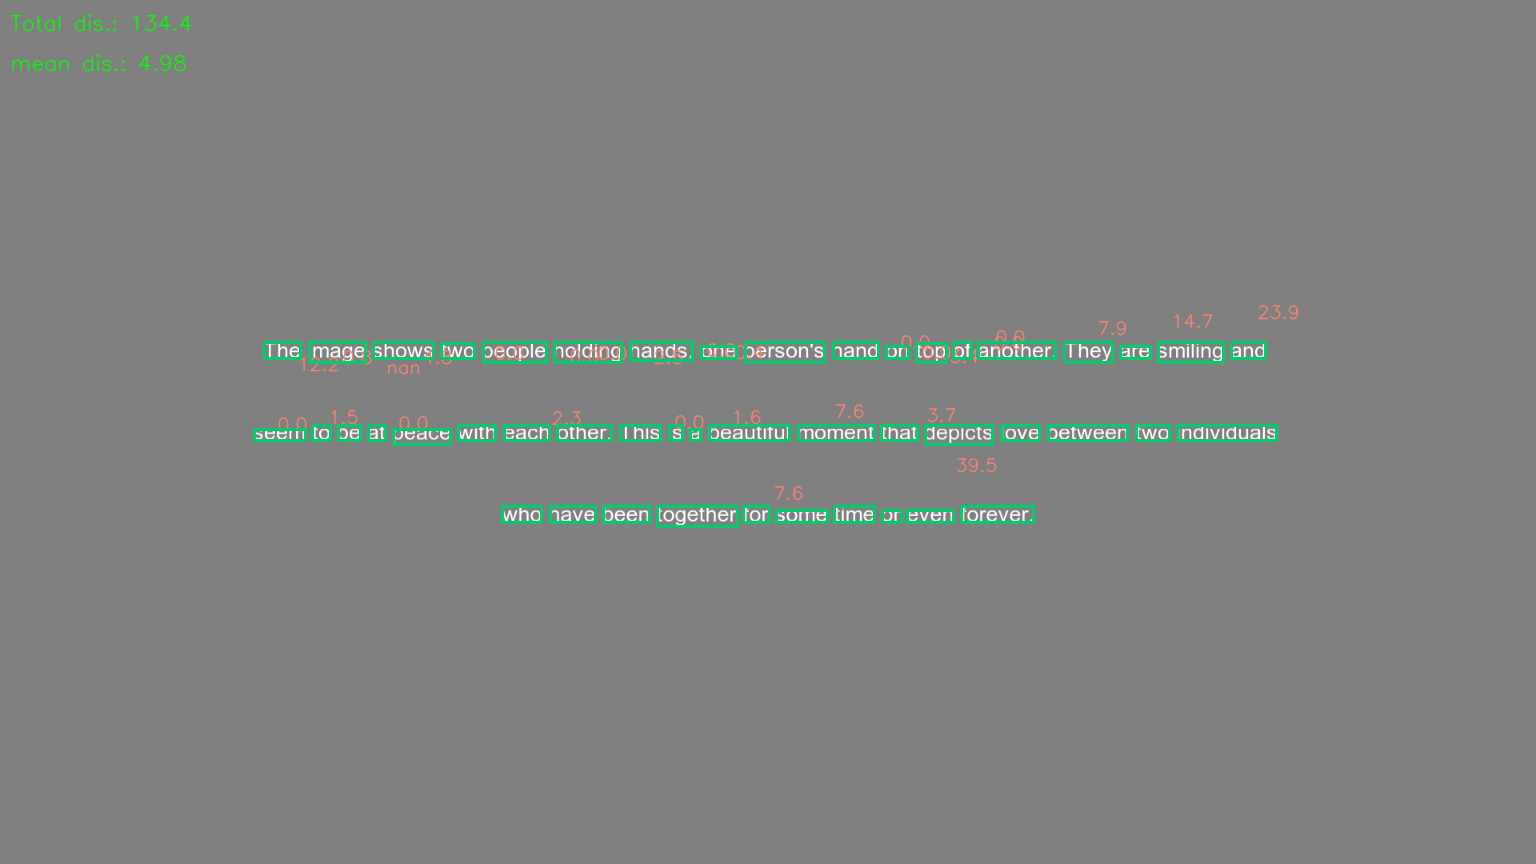 Total dis.: 134.4
mean dis.: 4.98
23.9
14.7
7.9
0.0
0.0
The image shows two people holding hands, one person's hand on top of another. They are smiling and
12.2
nan
0.0 1.5 0.0 2.3 0.0 1.6 7.6 3.7
seem to be at peace with each other. This is a beautiful moment that depicts love between two individuals
39.5
7.6
who have been together for some time or even forever.